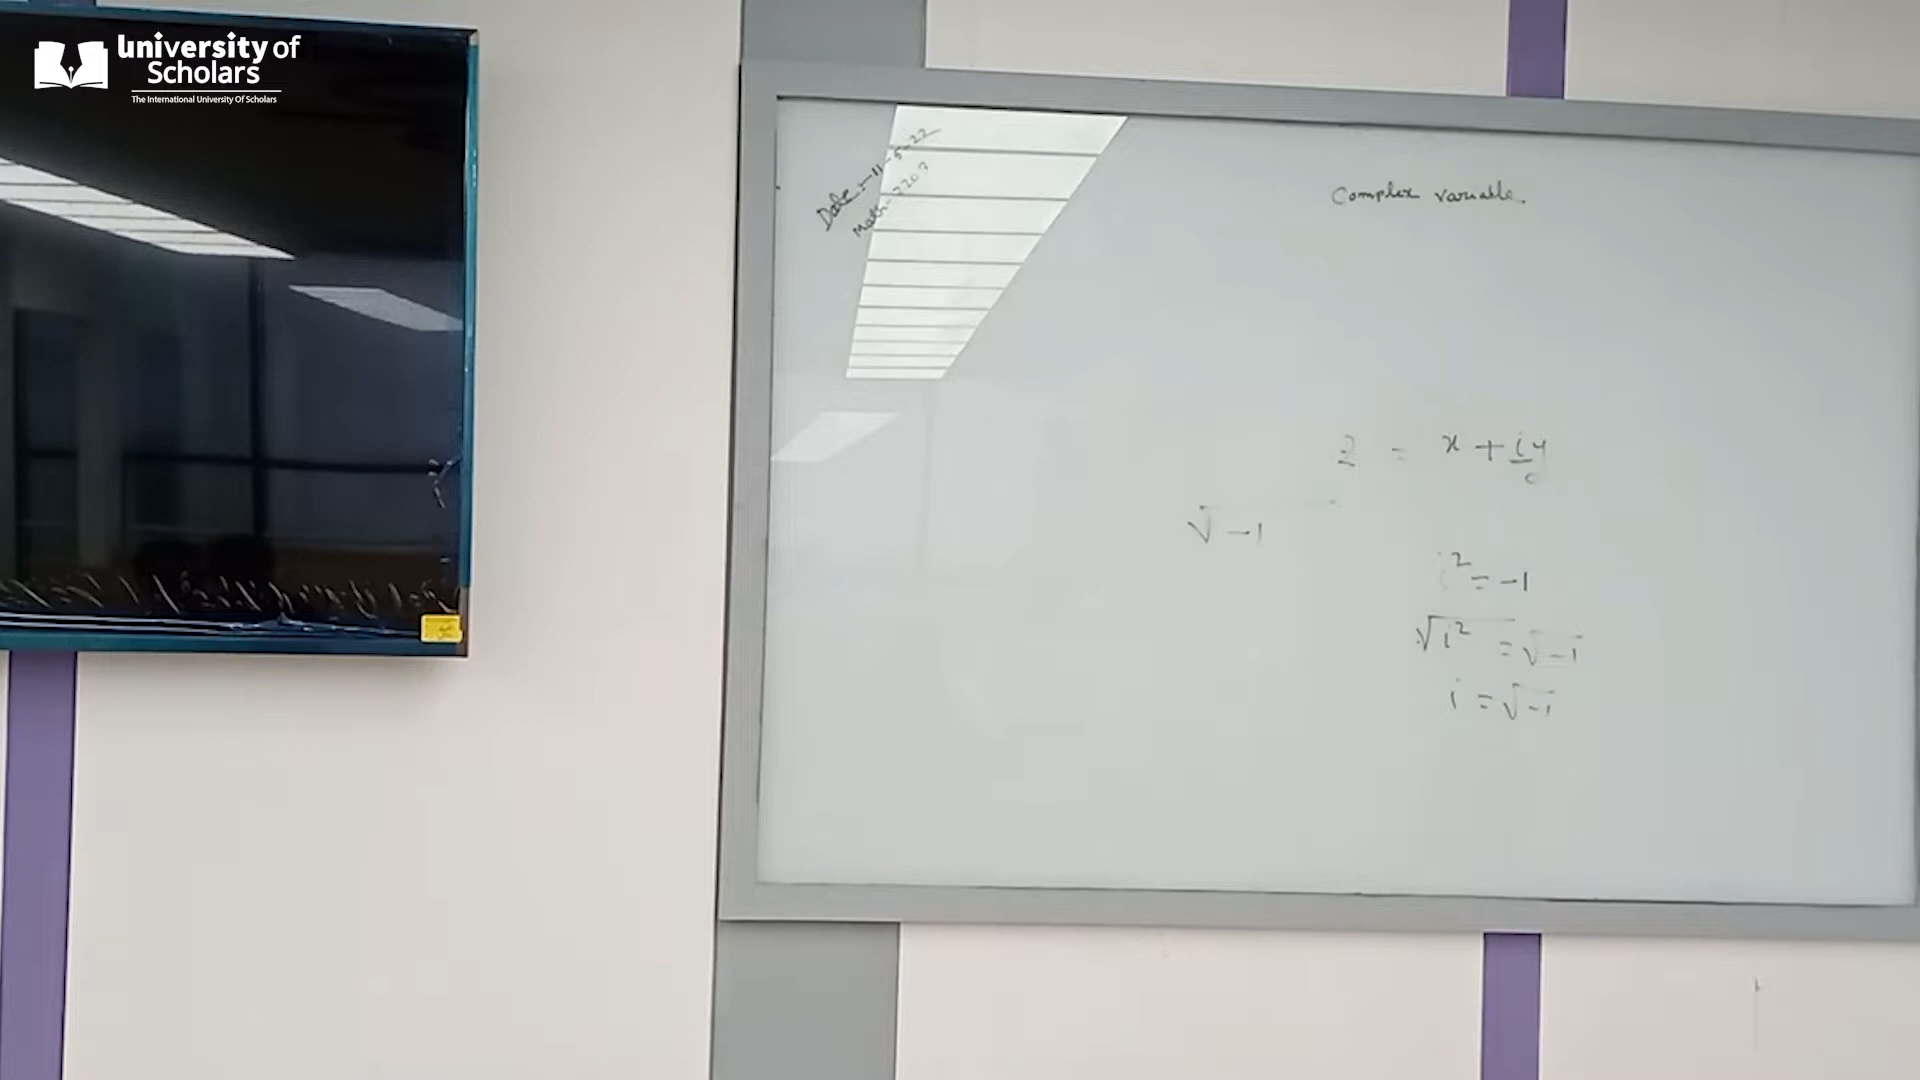 University of
Scholars
The International University Of Scholars
Date:-11-5-22
Math-2203
Complex variable.
z = x + iy
√-1
i² = -1
√i² = √-1
i = √-1